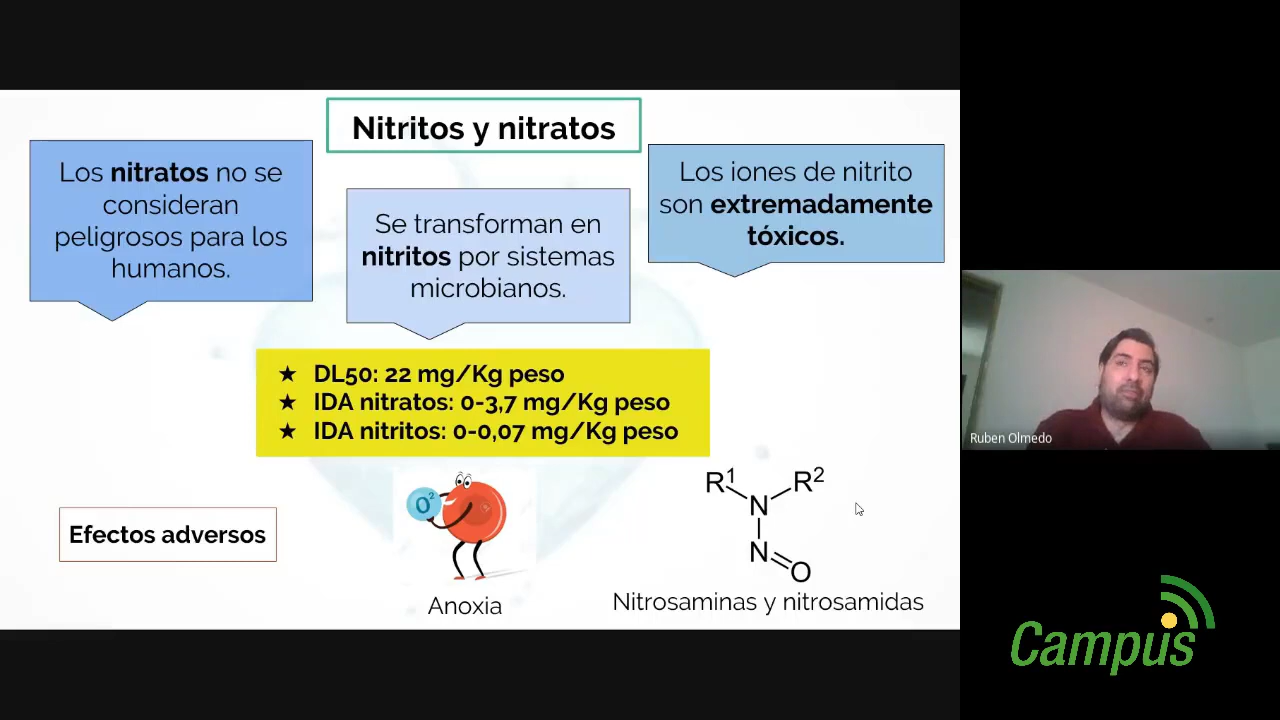 Nitritos y nitratos
Los nitratos no se
consideran
peligrosos para los
humanos.
Se transforman en
nitritos por sistemas
microbianos.
Los iones de nitrito
son extremadamente
tóxicos.
★ DL50: 22 mg/Kg peso
★ IDA nitratos: 0-3,7 mg/Kg peso
★ IDA nitritos: 0-0,07 mg/Kg peso
Efectos adversos
O²
Anoxia
R¹ R²
N
N
O
Nitrosaminas y nitrosamidas
Ruben Olmedo
Campus